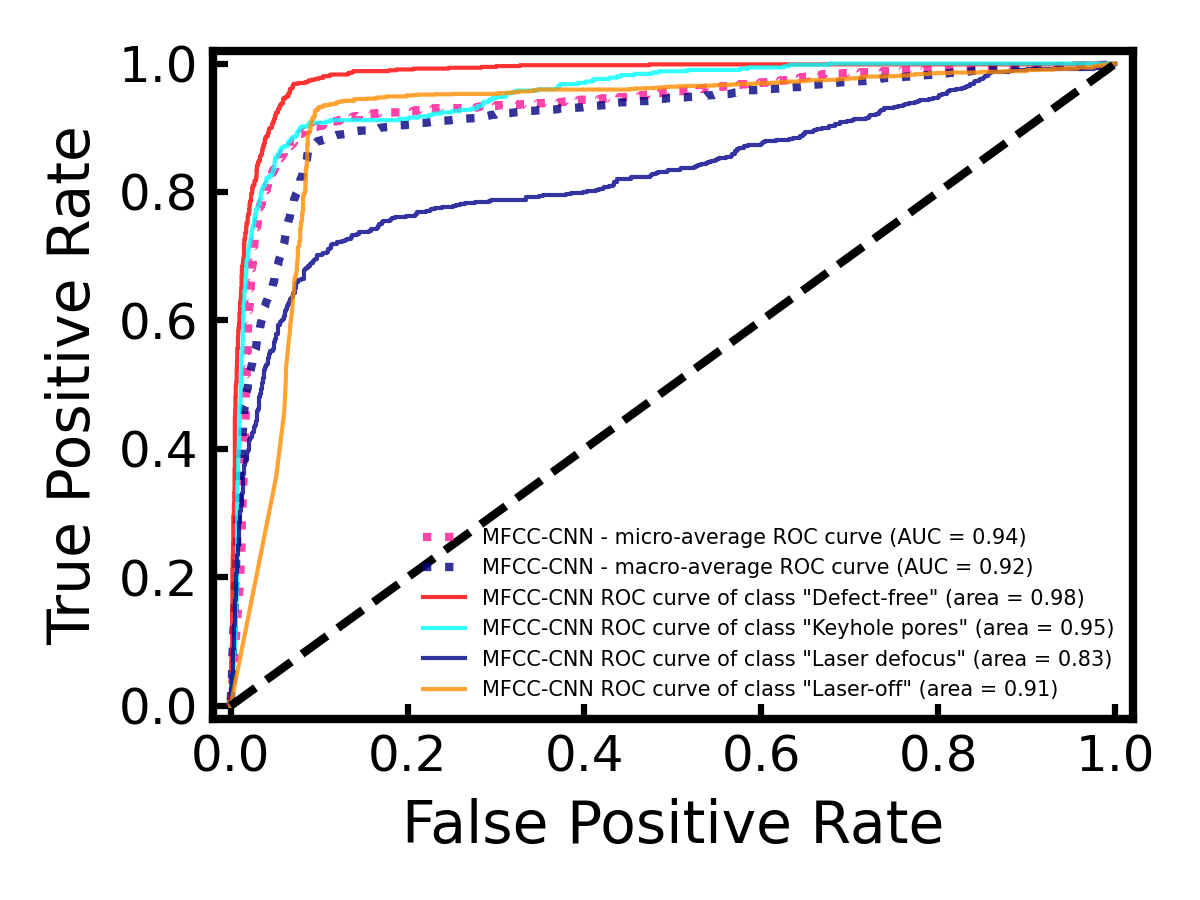 True Positive Rate
1.0
0.8
0.6
0.4
0.2
0.0
MFCC-CNN - micro-average ROC curve (AUC = 0.94)
MFCC-CNN - macro-average ROC curve (AUC = 0.92)
MFCC-CNN ROC curve of class "Defect-free" (area = 0.98)
MFCC-CNN ROC curve of class "Keyhole pores" (area = 0.95)
MFCC-CNN ROC curve of class "Laser defocus" (area = 0.83)
MFCC-CNN ROC curve of class "Laser-off" (area = 0.91)
0.0 0.2 0.4 0.6 0.8 1.0
False Positive Rate